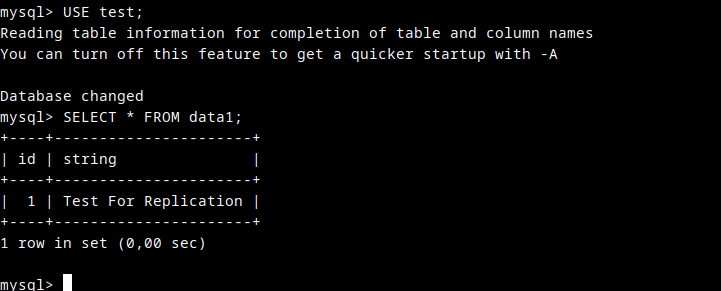 mysql> USE test;
Reading table information for completion of table and column names
You can turn off this feature to get a quicker startup with -A

Database changed
mysql> SELECT * FROM data1;
+----+----------------------+
| id | string               |
+----+----------------------+
|  1 | Test For Replication |
+----+----------------------+
1 row in set (0,00 sec)

mysql>